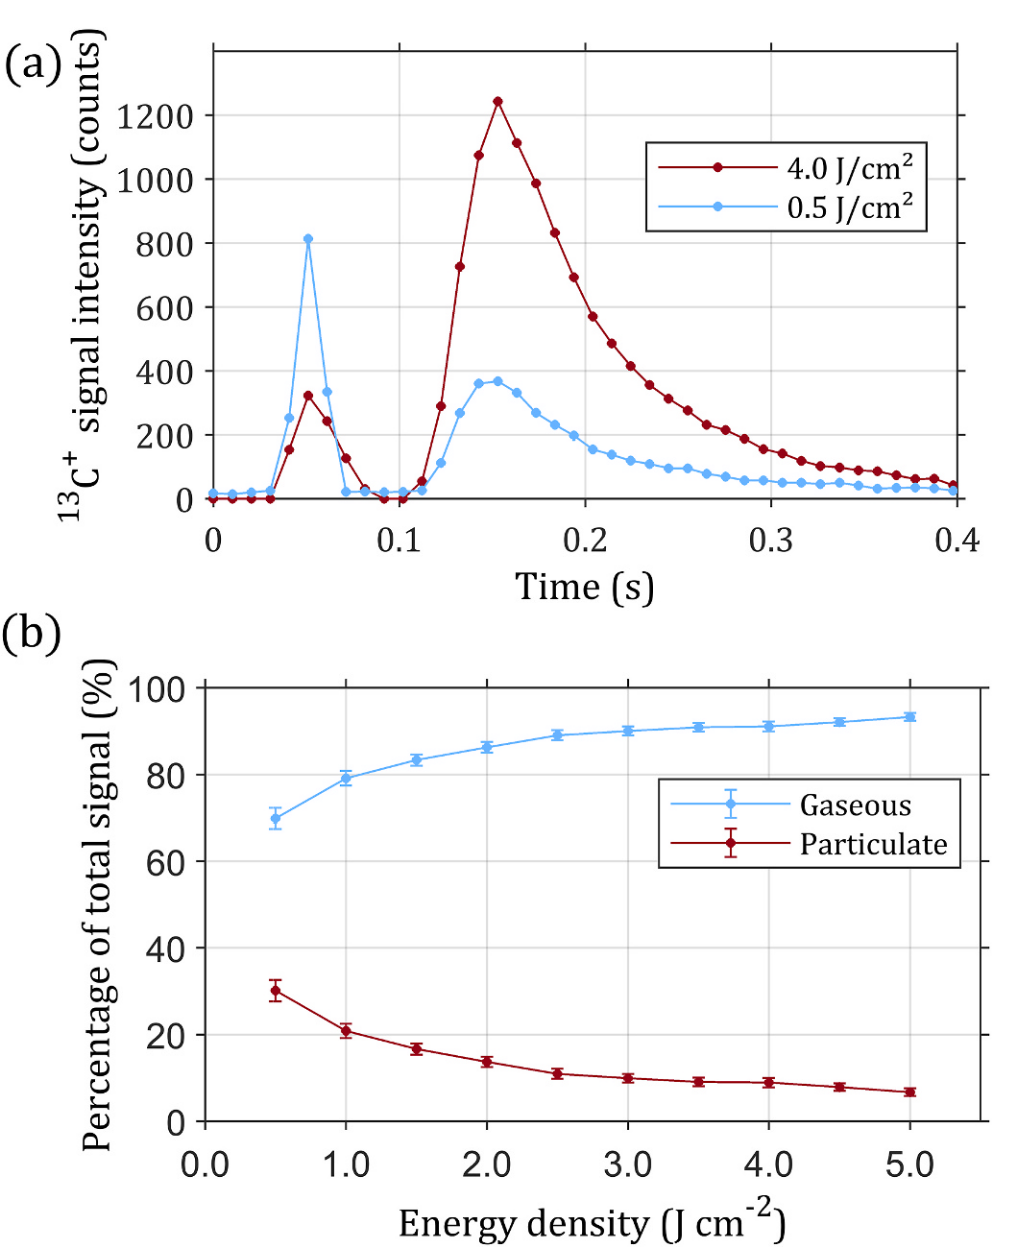 (a)
¹³C⁺ signal intensity (counts)
1200
1000
800
600
400
200
0
4.0 J/cm²
0.5 J/cm²
0 0.1 0.2 0.3 0.4
Time (s)
(b)
Percentage of total signal (%)
100
80
60
40
20
0
Gaseous
Particulate
0.0 1.0 2.0 3.0 4.0 5.0
Energy density (J cm⁻²)